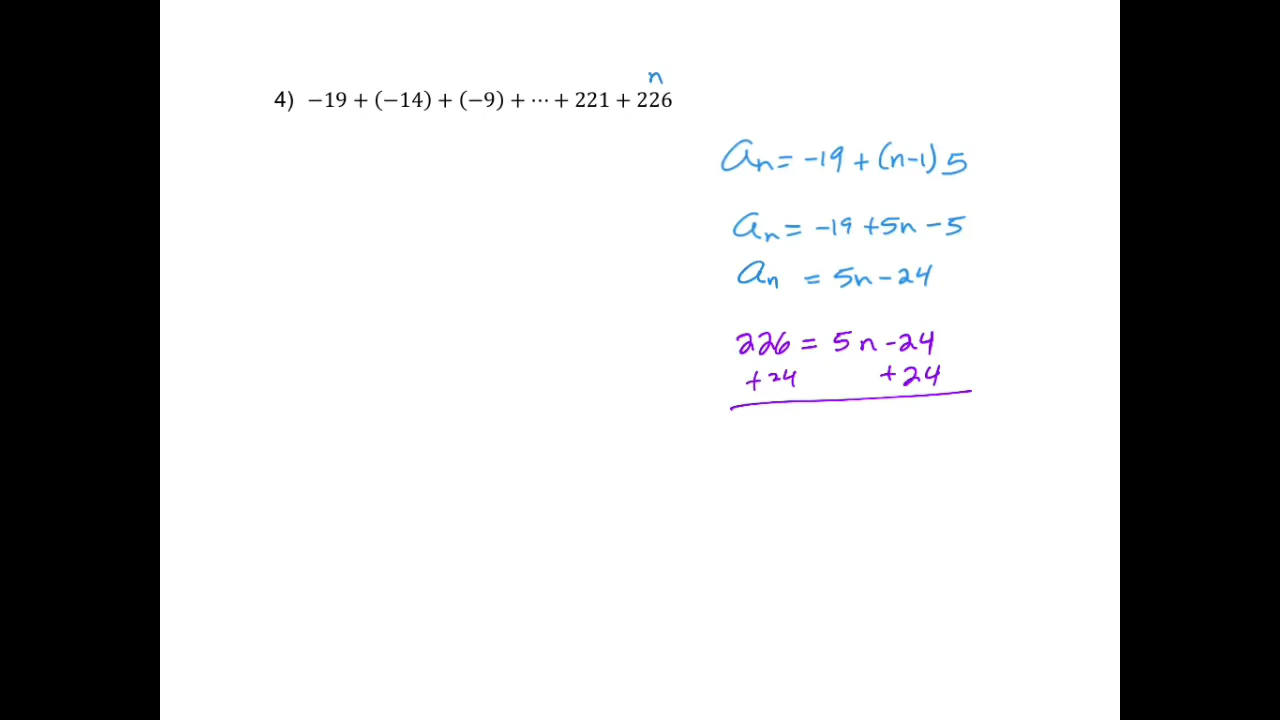 n
4) −19 + (−14) + (−9) + ⋯ + 221 + 226
an = -19 + (n-1) 5
an = -19 + 5n - 5
an = 5n - 24
226 = 5n - 24
+24 +24